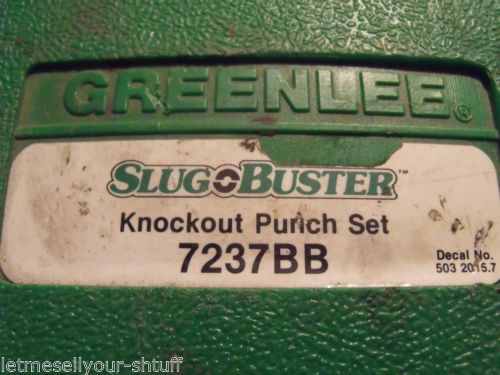 GREENLEE®
SLUG BUSTER™
Knockout Punch Set
7237BB
Decal No.
503 2015.7
letmesellyour-shtuff